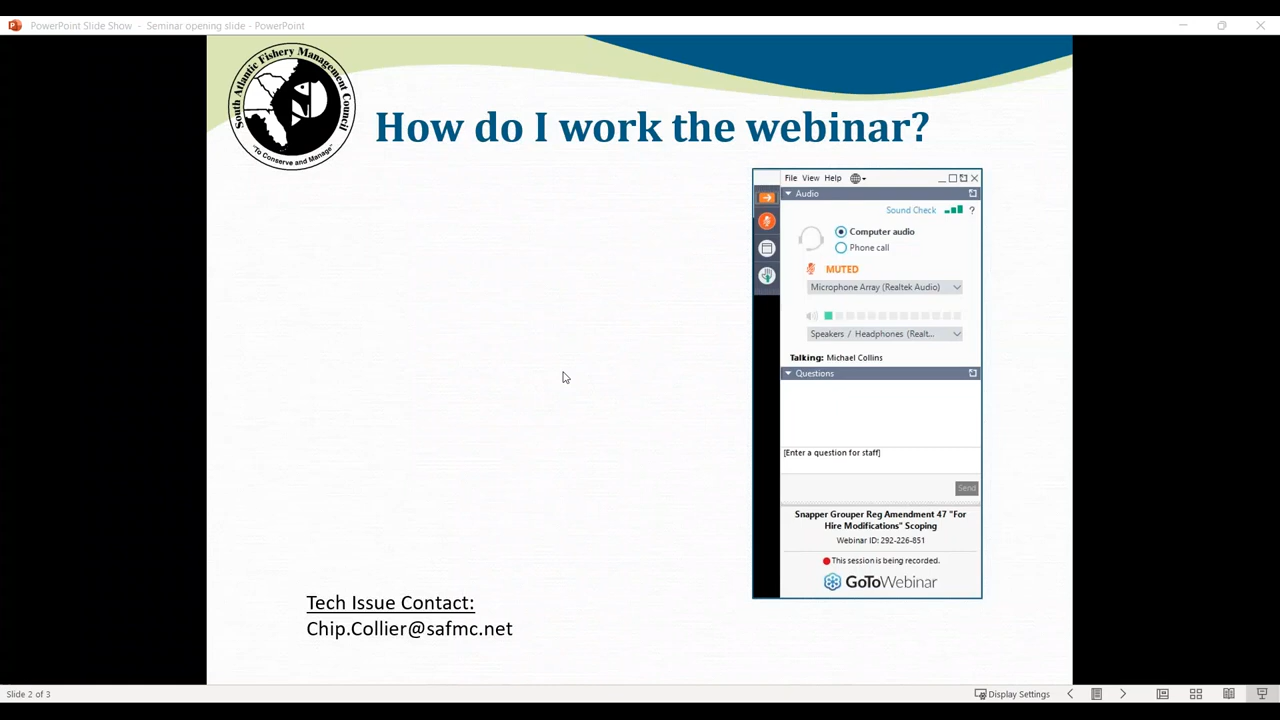 PowerPoint Slide Show - Seminar opening slide - PowerPoint
South Atlantic Fishery Management Council
"To Conserve and Manage"
How do I work the webinar?
File View Help
Audio
Sound Check ?
Computer audio
Phone call
MUTED
Microphone Array (Realtek Audio)
Speakers / Headphones (Realt...
Talking: Michael Collins
Questions
[Enter a question for staff]
Send
Snapper Grouper Reg Amendment 47 "For
Hire Modifications" Scoping
Webinar ID: 292-226-851
This session is being recorded.
GoToWebinar
Tech Issue Contact:
Chip.Collier@safmc.net
Slide 2 of 3
Display Settings